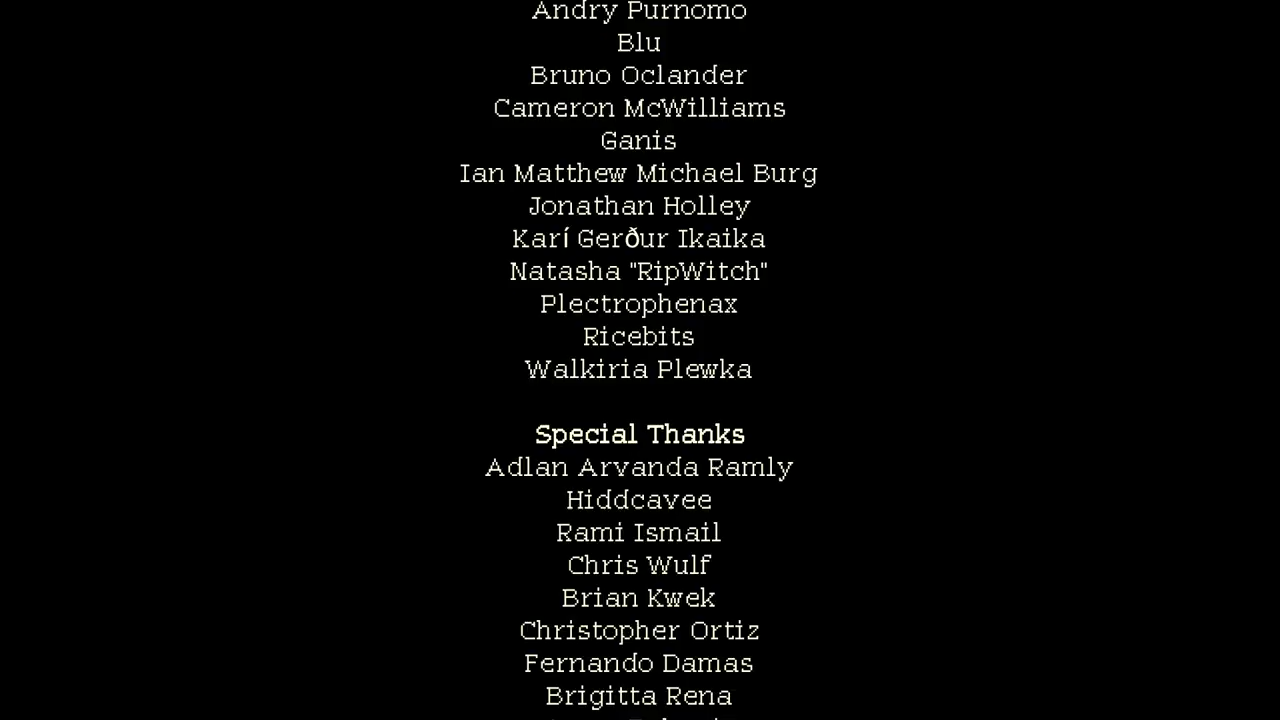 Andry Purnomo
Blu
Bruno Oclander
Cameron McWilliams
Ganis
Ian Matthew Michael Burg
Jonathan Holley
Karí Gerður Ikaika
Natasha "RipWitch"
Plectrophenax
Ricebits
Walkiria Plewka
Special Thanks
Adlan Arvanda Ramly
Hiddcavee
Rami Ismail
Chris Wulf
Brian Kwek
Christopher Ortiz
Fernando Damas
Brigitta Rena